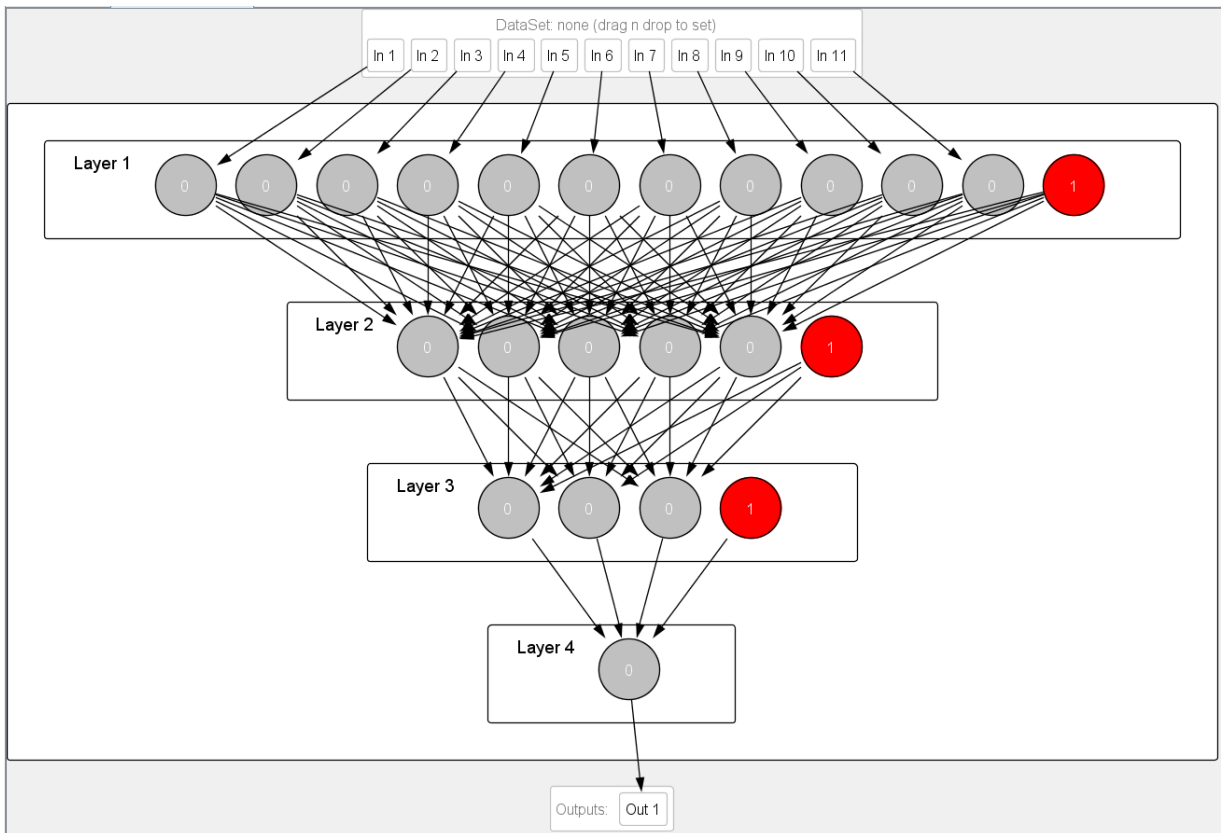 DataSet: none (drag n drop to set)
In 1 In 2 In 3 In 4 In 5 In 6 In 7 In 8 In 9 In 10 In 11
Layer 1
0 0 0 0 0 0 0 0 0 0 0 1
Layer 2
0 0 0 0 0 1
Layer 3
0 0 0 1
Layer 4
0
Outputs: Out 1